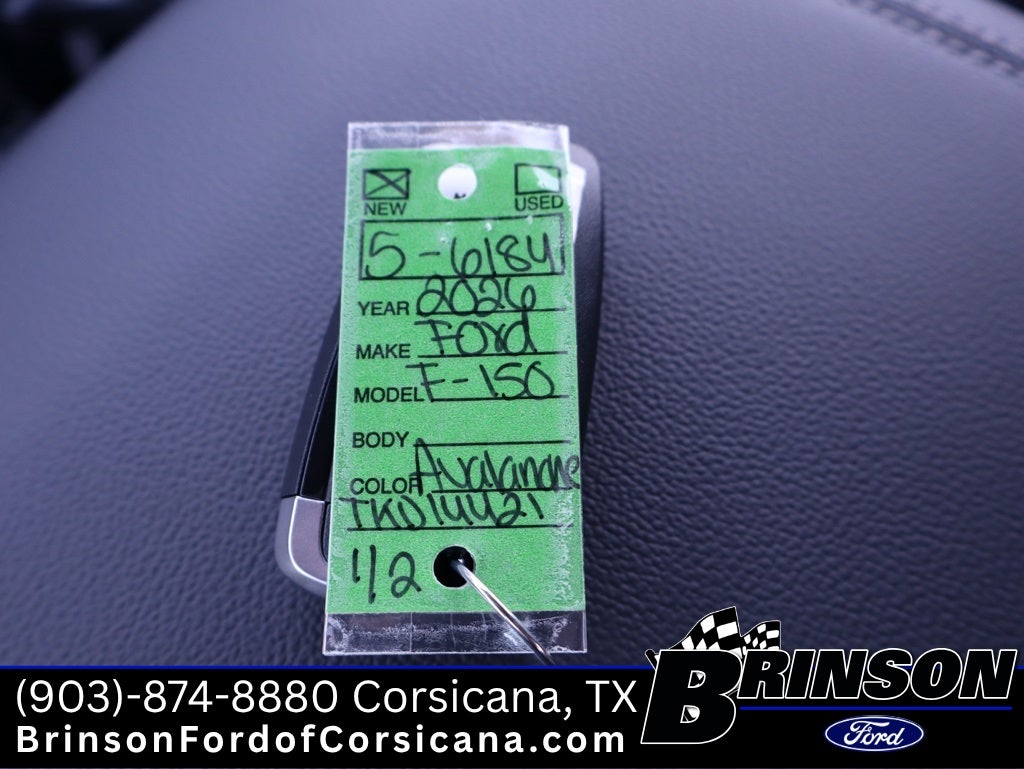 NEW USED
5-6184
YEAR 2026
MAKE Ford
MODEL F-150
BODY
COLOR Avalanche
TKD14421
1/2
(903)-874-8880 Corsicana, TX
BrinsonFordofCorsicana.com
BRINSON
Ford